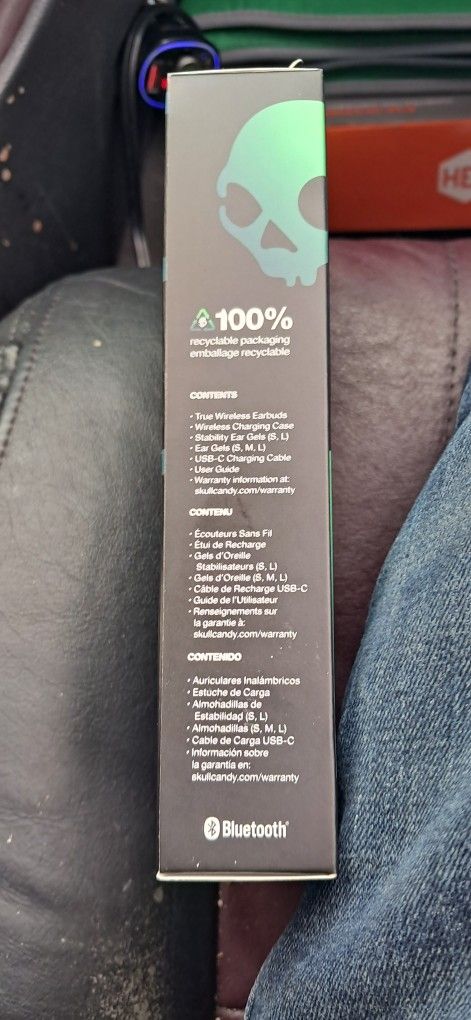 HE
100%
recyclable packaging
emballage recyclable
CONTENTS
• True Wireless Earbuds
• Wireless Charging Case
• Stability Ear Gels (S, L)
• Ear Gels (S, M, L)
• USB-C Charging Cable
• User Guide
• Warranty information at:
skullcandy.com/warranty
CONTENU
• Écouteurs Sans Fil
• Étui de Recharge
• Gels d'Oreille
Stabilisateurs (S, L)
• Gels d'Oreille (S, M, L)
• Câble de Recharge USB-C
• Guide de l'Utilisateur
• Renseignements sur
la garantie à:
skullcandy.com/warranty
CONTENIDO
• Auriculares Inalámbricos
• Estuche de Carga
• Almohadillas de
Estabilidad (S, L)
• Almohadillas (S, M, L)
• Cable de Carga USB-C
• Información sobre
la garantía en:
skullcandy.com/warranty
Bluetooth®